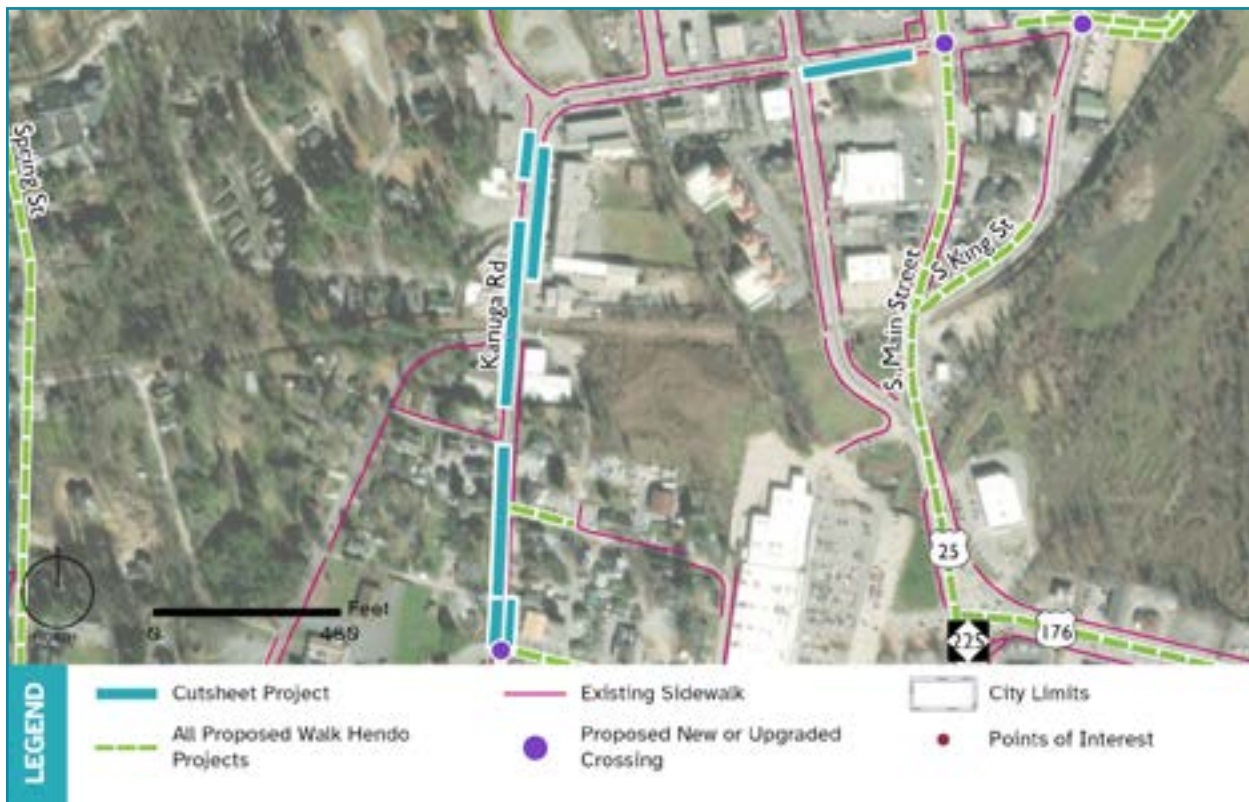 Spring St
Kanuga Rd
S. Main Street
S King St
25
225
176
Feet
0
480
LEGEND
Cutsheet Project
Existing Sidewalk
City Limits
All Proposed Walk Hendo
Projects
Proposed New or Upgraded
Crossing
Points of Interest